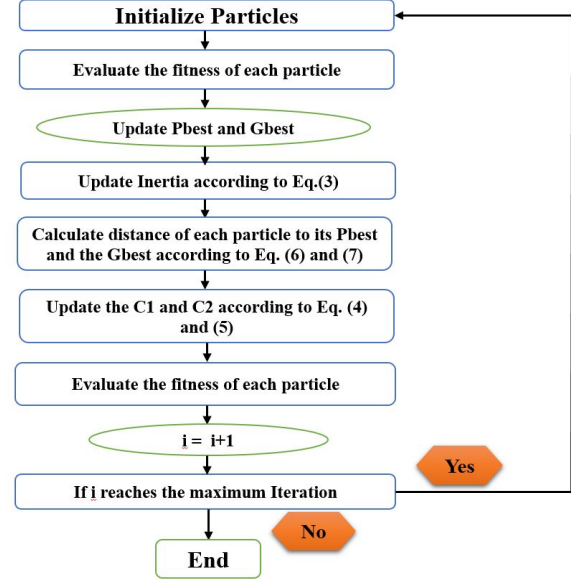 Initialize Particles
Evaluate the fitness of each particle
Update Pbest and Gbest
Update Inertia according to Eq.(3)
Calculate distance of each particle to its Pbest
and the Gbest according to Eq. (6) and (7)
Update the C1 and C2 according to Eq. (4)
and (5)
Evaluate the fitness of each particle
i = i+1
Yes
If i reaches the maximum Iteration
No
End